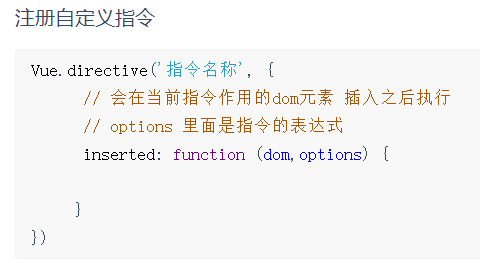 注册自定义指令
Vue.directive('指令名称', {
// 会在当前指令作用的dom元素 插入之后执行
// options 里面是指令的表达式
inserted: function (dom,options) {
}
})